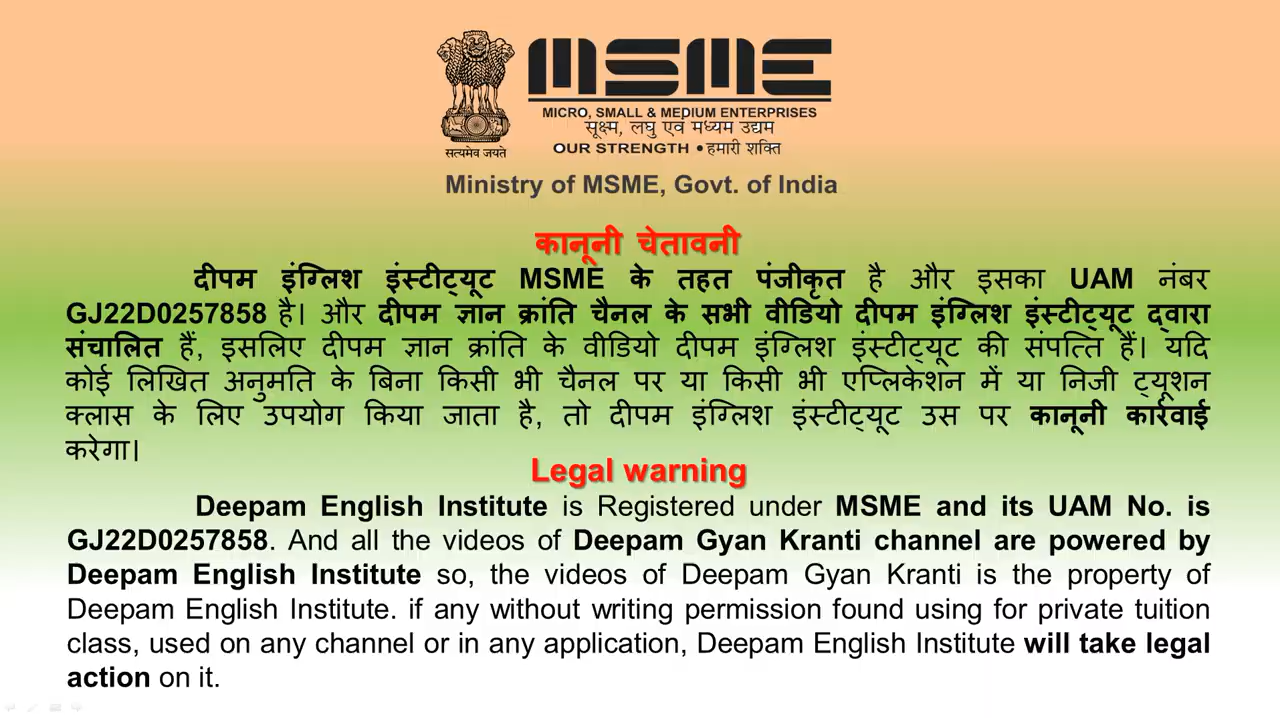 सत्यमेव जयते
MSME
MICRO, SMALL & MEDIUM ENTERPRISES
सूक्ष्म, लघु एवं मध्यम उद्यम
OUR STRENGTH • हमारी शक्ति
Ministry of MSME, Govt. of India
कानूनी चेतावनी
दीपम इंग्लिश इंस्टीट्यूट MSME के तहत पंजीकृत है और इसका UAM नंबर
GJ22D0257858 है। और दीपम ज्ञान क्रांति चैनल के सभी वीडियो दीपम इंग्लिश इंस्टीट्यूट द्वारा
संचालित हैं, इसलिए दीपम ज्ञान क्रांति के वीडियो दीपम इंग्लिश इंस्टीट्यूट की संपत्ति हैं। यदि
कोई लिखित अनुमति के बिना किसी भी चैनल पर या किसी भी एप्लिकेशन में या निजी ट्यूशन
क्लास के लिए उपयोग किया जाता है, तो दीपम इंग्लिश इंस्टीट्यूट उस पर कानूनी कार्रवाई
करेगा।
Legal warning
Deepam English Institute is Registered under MSME and its UAM No. is
GJ22D0257858. And all the videos of Deepam Gyan Kranti channel are powered by
Deepam English Institute so, the videos of Deepam Gyan Kranti is the property of
Deepam English Institute. if any without writing permission found using for private tuition
class, used on any channel or in any application, Deepam English Institute will take legal
action on it.